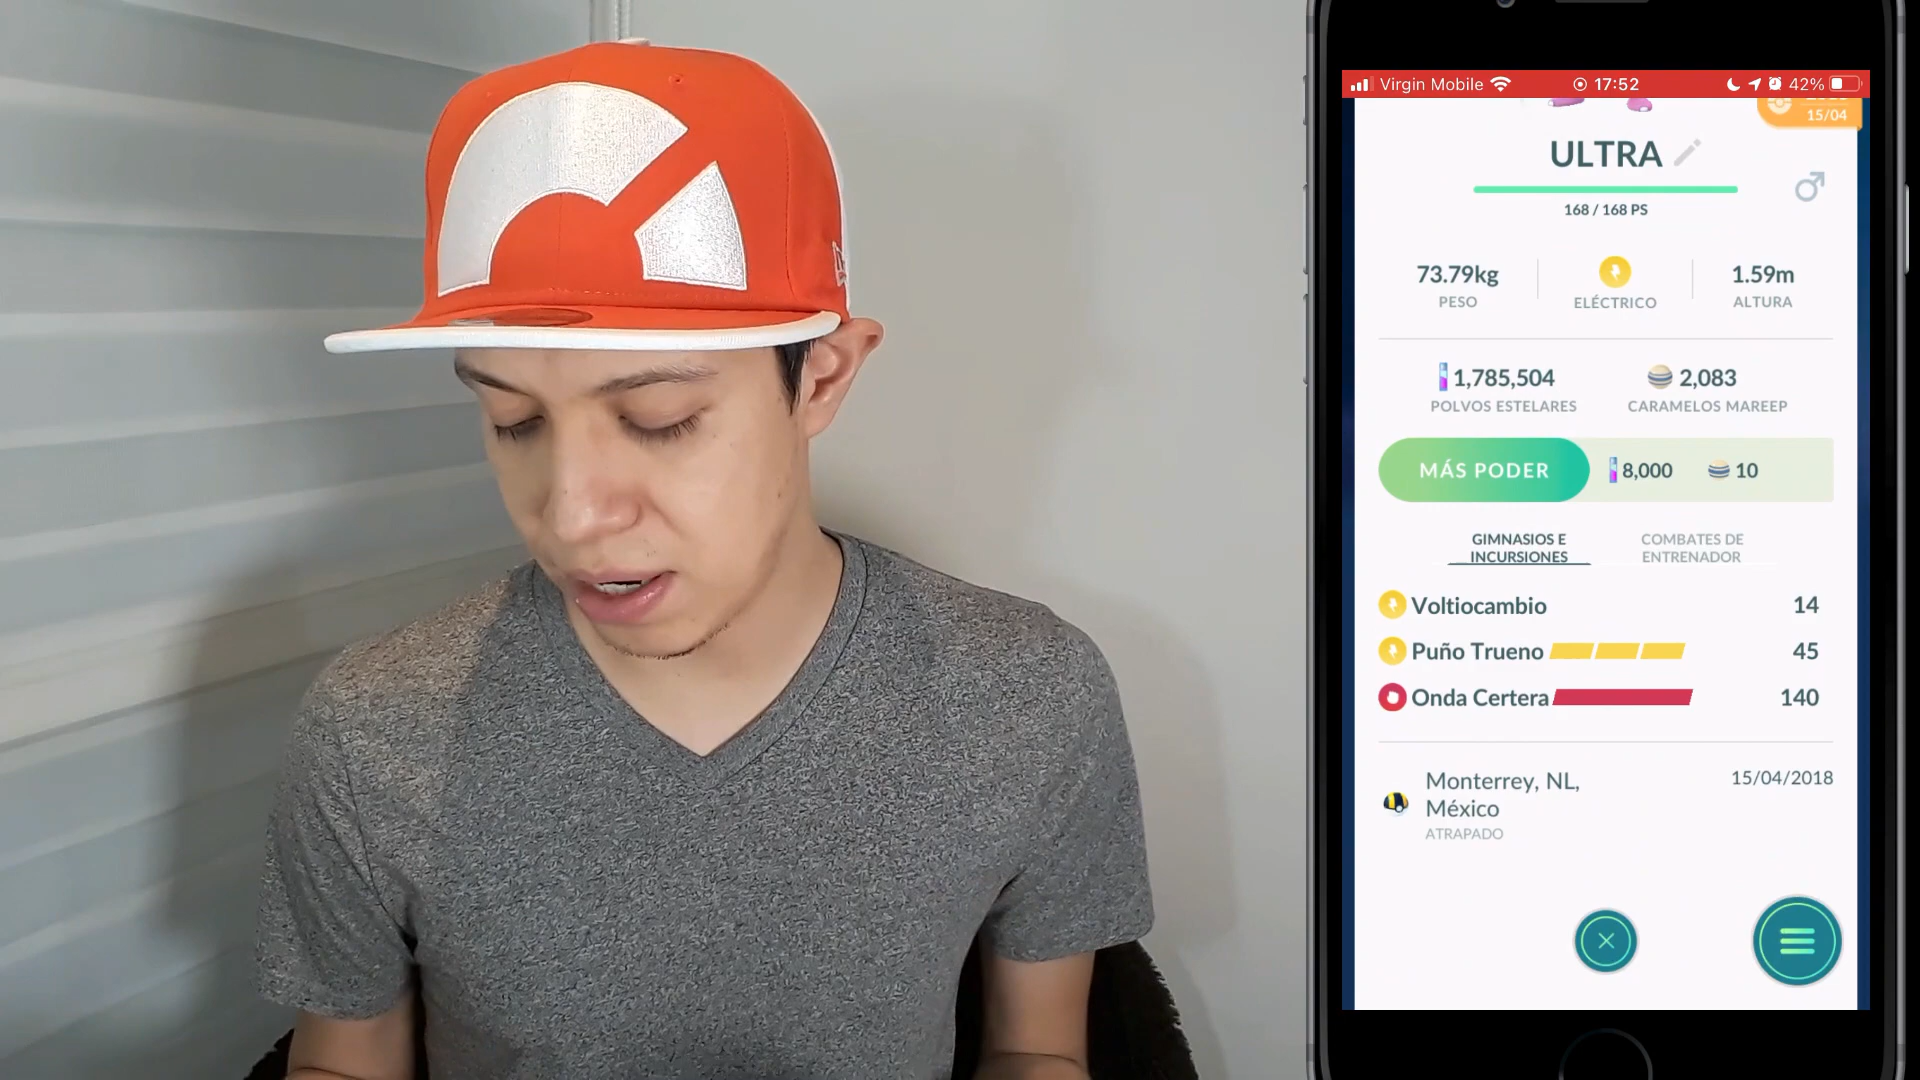 Virgin Mobile
17:52
42%
15/04
ULTRA
168 / 168 PS
73.79kg
PESO
ELÉCTRICO
1.59m
ALTURA
1,785,504
POLVOS ESTELARES
2,083
CARAMELOS MAREEP
MÁS PODER
8,000
10
GIMNASIOS E
INCURSIONES
COMBATES DE
ENTRENADOR
Voltiocambio
14
Puño Trueno
45
Onda Certera
140
Monterrey, NL,
México
ATRAPADO
15/04/2018